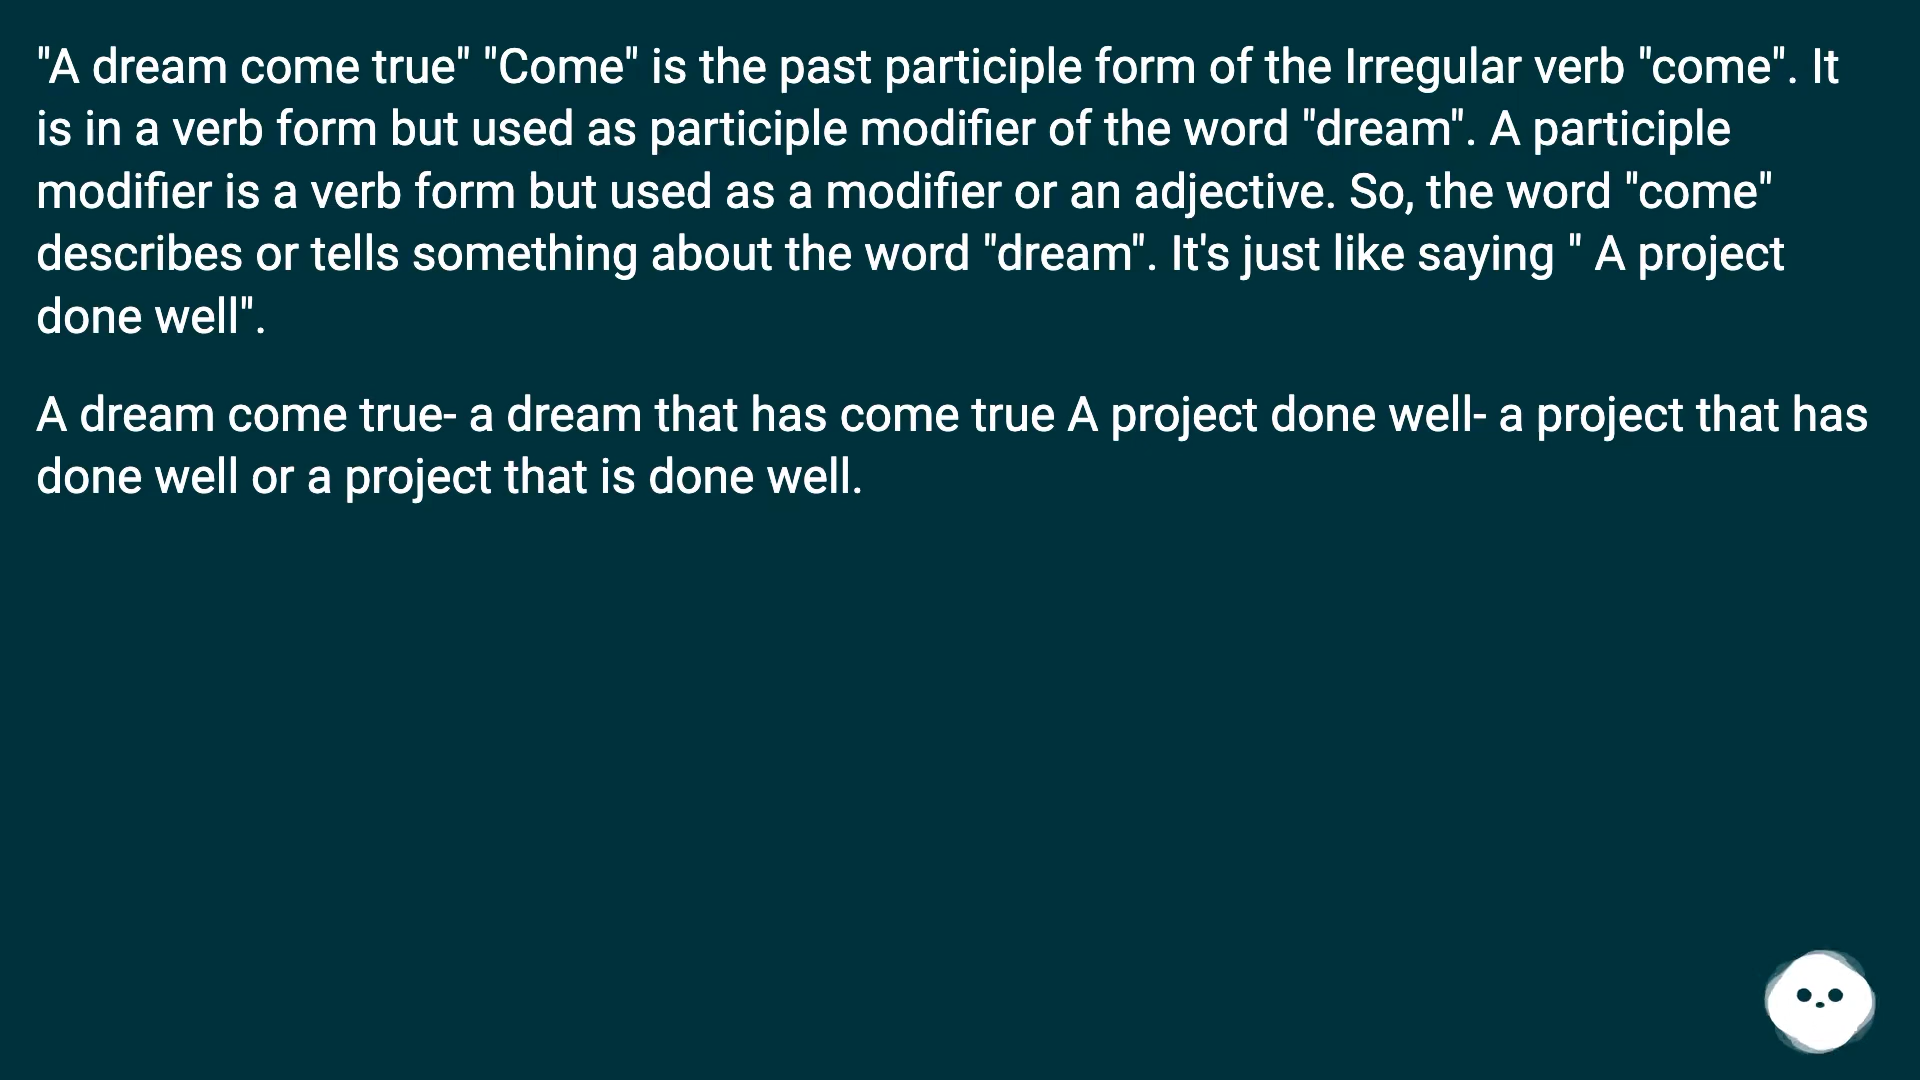 "A dream come true" "Come" is the past participle form of the Irregular verb "come". It
is in a verb form but used as participle modifier of the word "dream". A participle
modifier is a verb form but used as a modifier or an adjective. So, the word "come"
describes or tells something about the word "dream". It's just like saying " A project
done well".
A dream come true- a dream that has come true A project done well- a project that has
done well or a project that is done well.